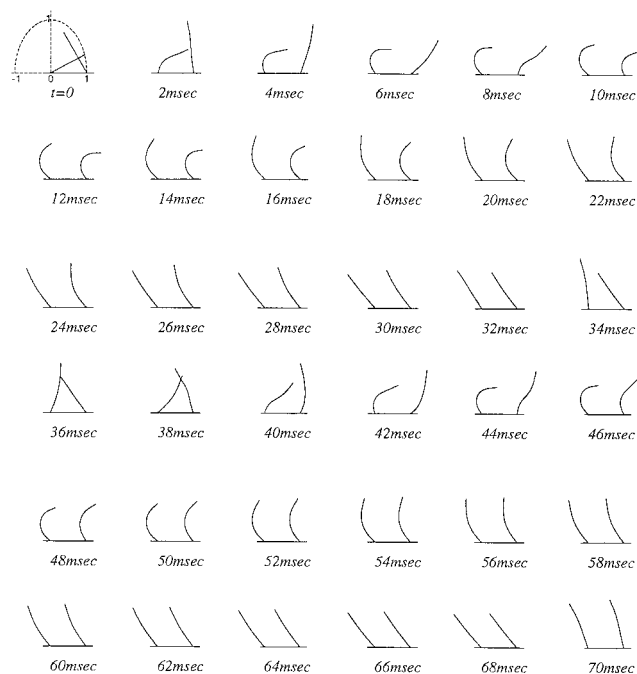 1
-1 0 1
t=0 2msec 4msec 6msec 8msec 10msec
12msec 14msec 16msec 18msec 20msec 22msec
24msec 26msec 28msec 30msec 32msec 34msec
36msec 38msec 40msec 42msec 44msec 46msec
48msec 50msec 52msec 54msec 56msec 58msec
60msec 62msec 64msec 66msec 68msec 70msec